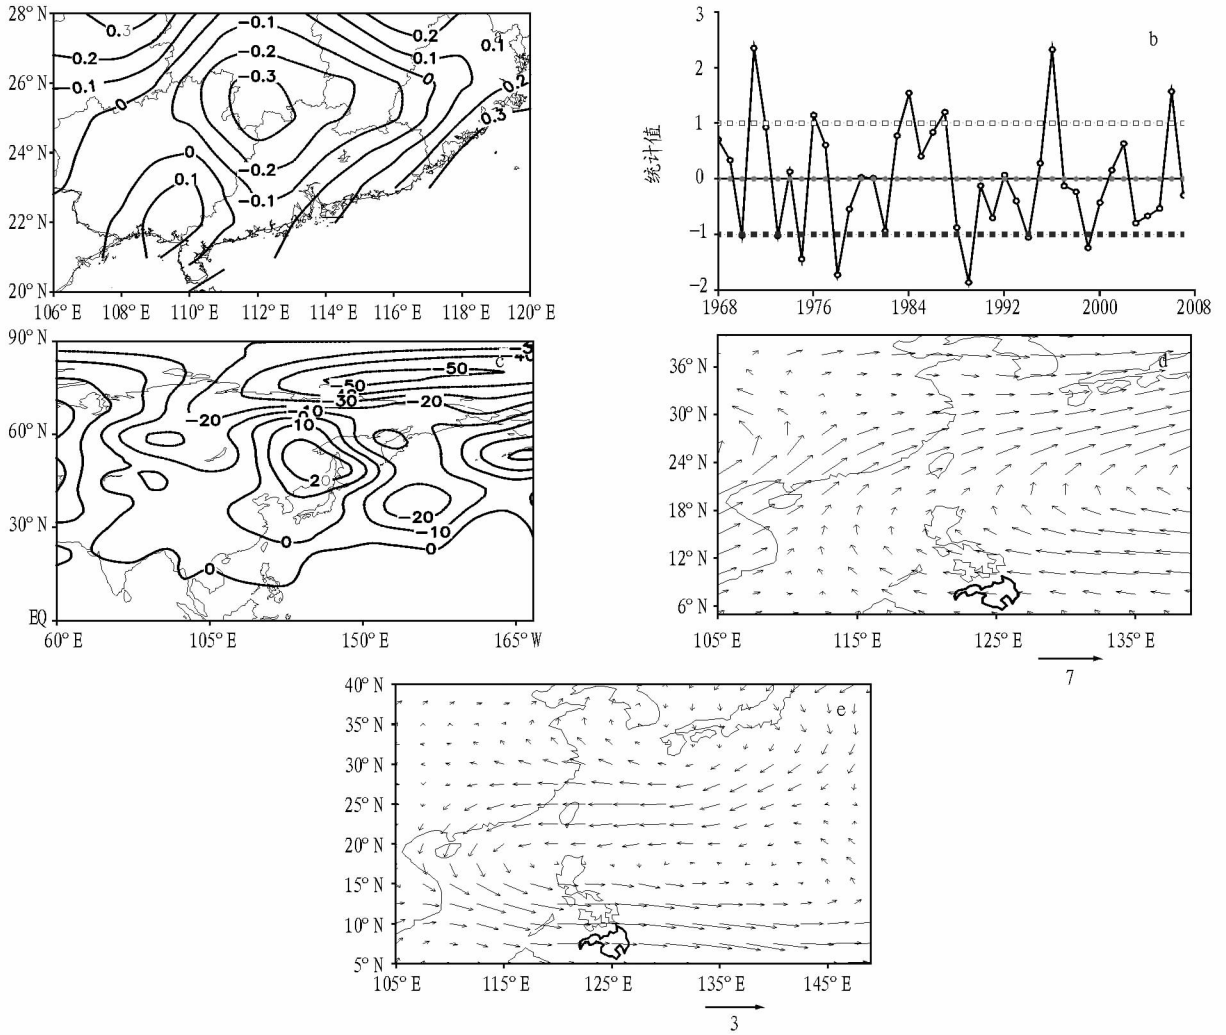 28° N
26° N
24° N
22° N
20° N
106° E 108° E 110° E 112° E 114° E 116° E 118° E 120° E
0.3
-0.2
-0.1
0
-0.1
-0.2
-0.3
0.2
0.1
0
0.1
0.2
0.3
0
0.1
-0.2
-0.1
b
统计值
3
2
1
0
-1
-2
1968 1976 1984 1992 2000 2008
90° N
60° N
30° N
EQ
60° E 105° E 150° E 165° W
c
-50
-50
-30
-20
-20
-10
10
20
-20
-10
0
0
0
d
36° N
30° N
24° N
18° N
12° N
6° N
105° E 115° E 125° E 135° E
7
e
40° N
35° N
30° N
25° N
20° N
15° N
10° N
5° N
105° E 115° E 125° E 135° E 145° E
3